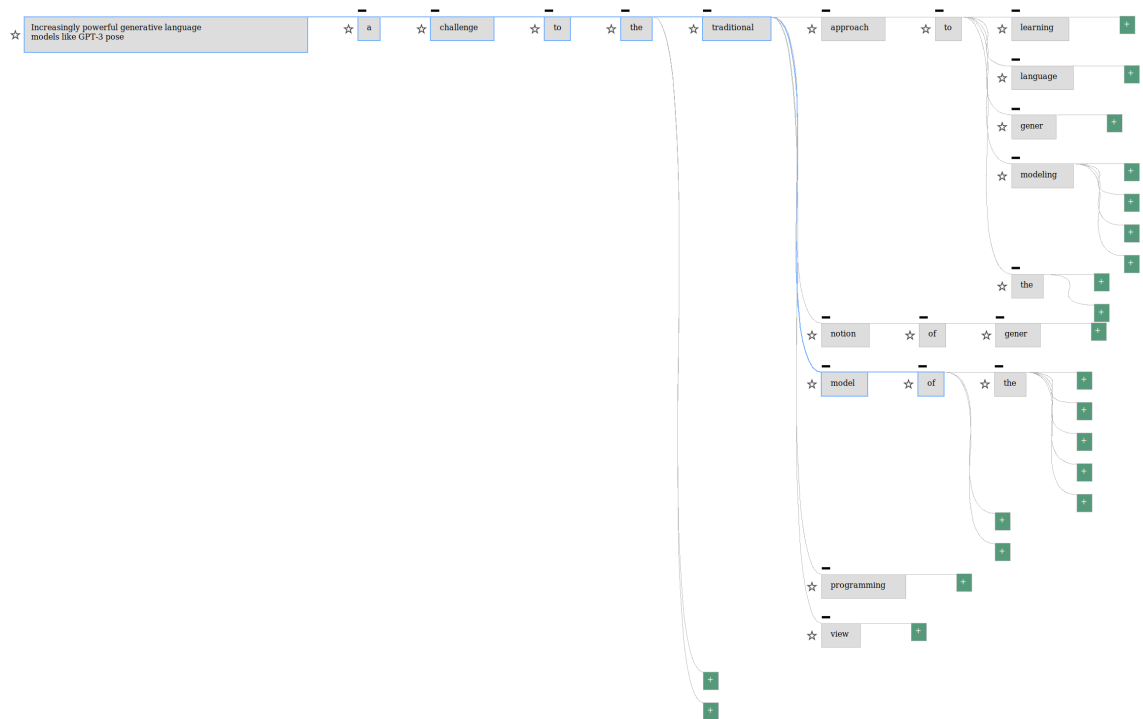 Increasingly powerful generative language
models like GPT-3 pose
a
challenge
to
the
traditional
approach
to
learning
+
language
+
gener
+
modeling
+
+
+
+
the
+
+
notion
of
gener
+
model
of
the
+
+
+
+
+
+
+
programming
+
view
+
+
+